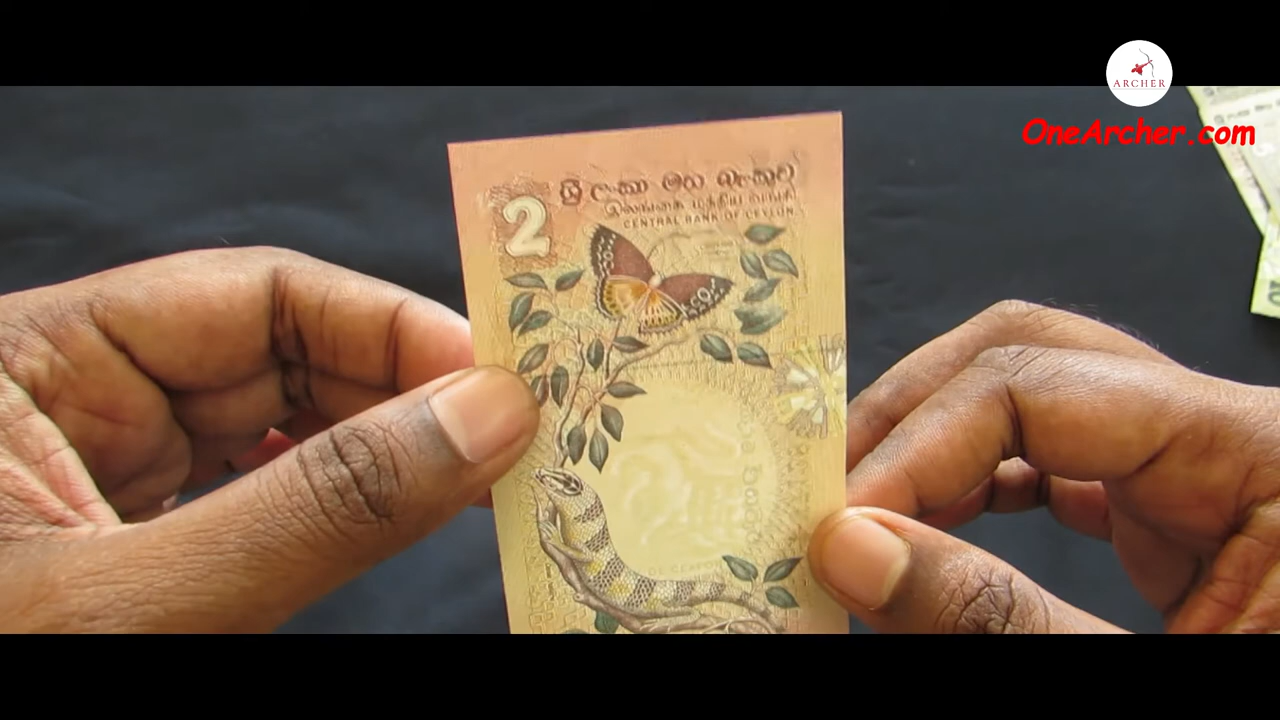 ARCHER
OneArcher.com
2
ශ්‍රී ලංකා මහ බැංකුව
இலங்கை மத்திய வங்கி
CENTRAL BANK OF CEYLON